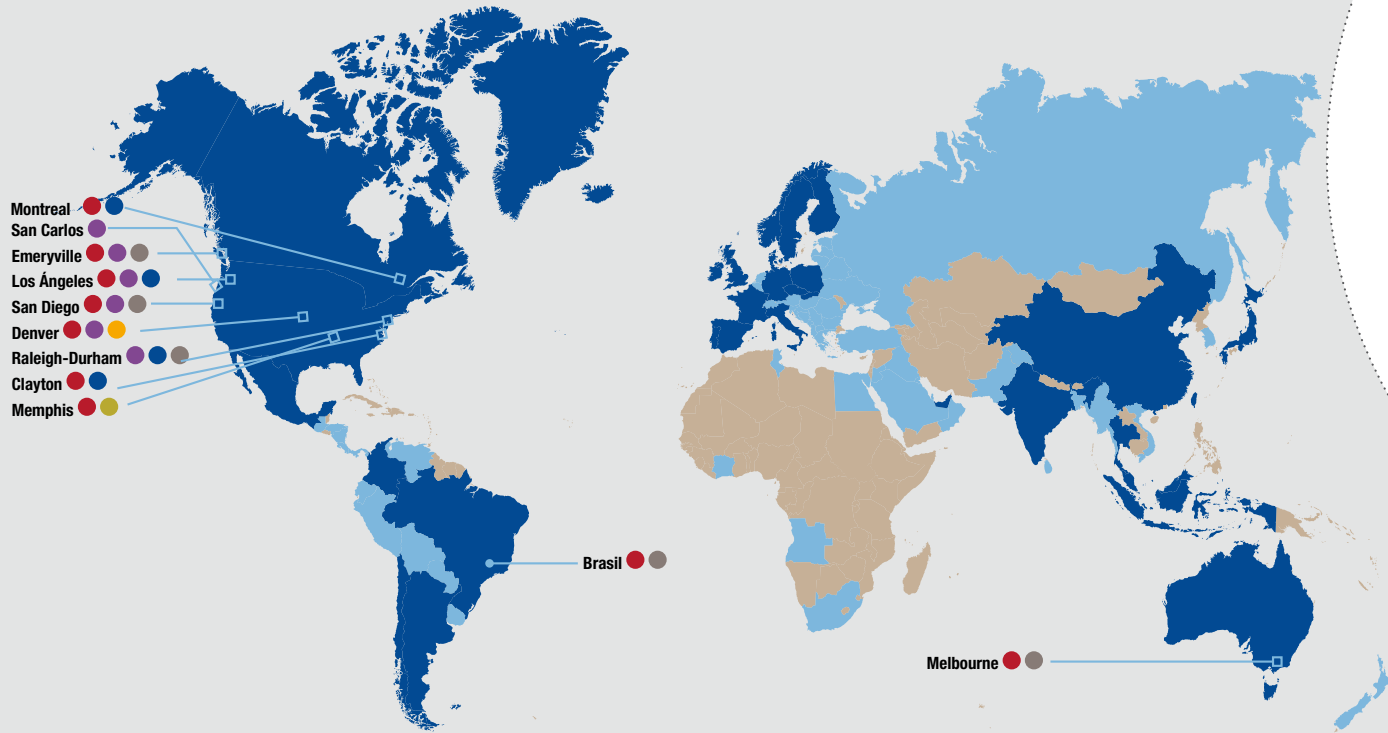 Montreal
San Carlos
Emeryville
Los Ángeles
San Diego
Denver
Raleigh-Durham
Clayton
Memphis
Brasil
Melbourne